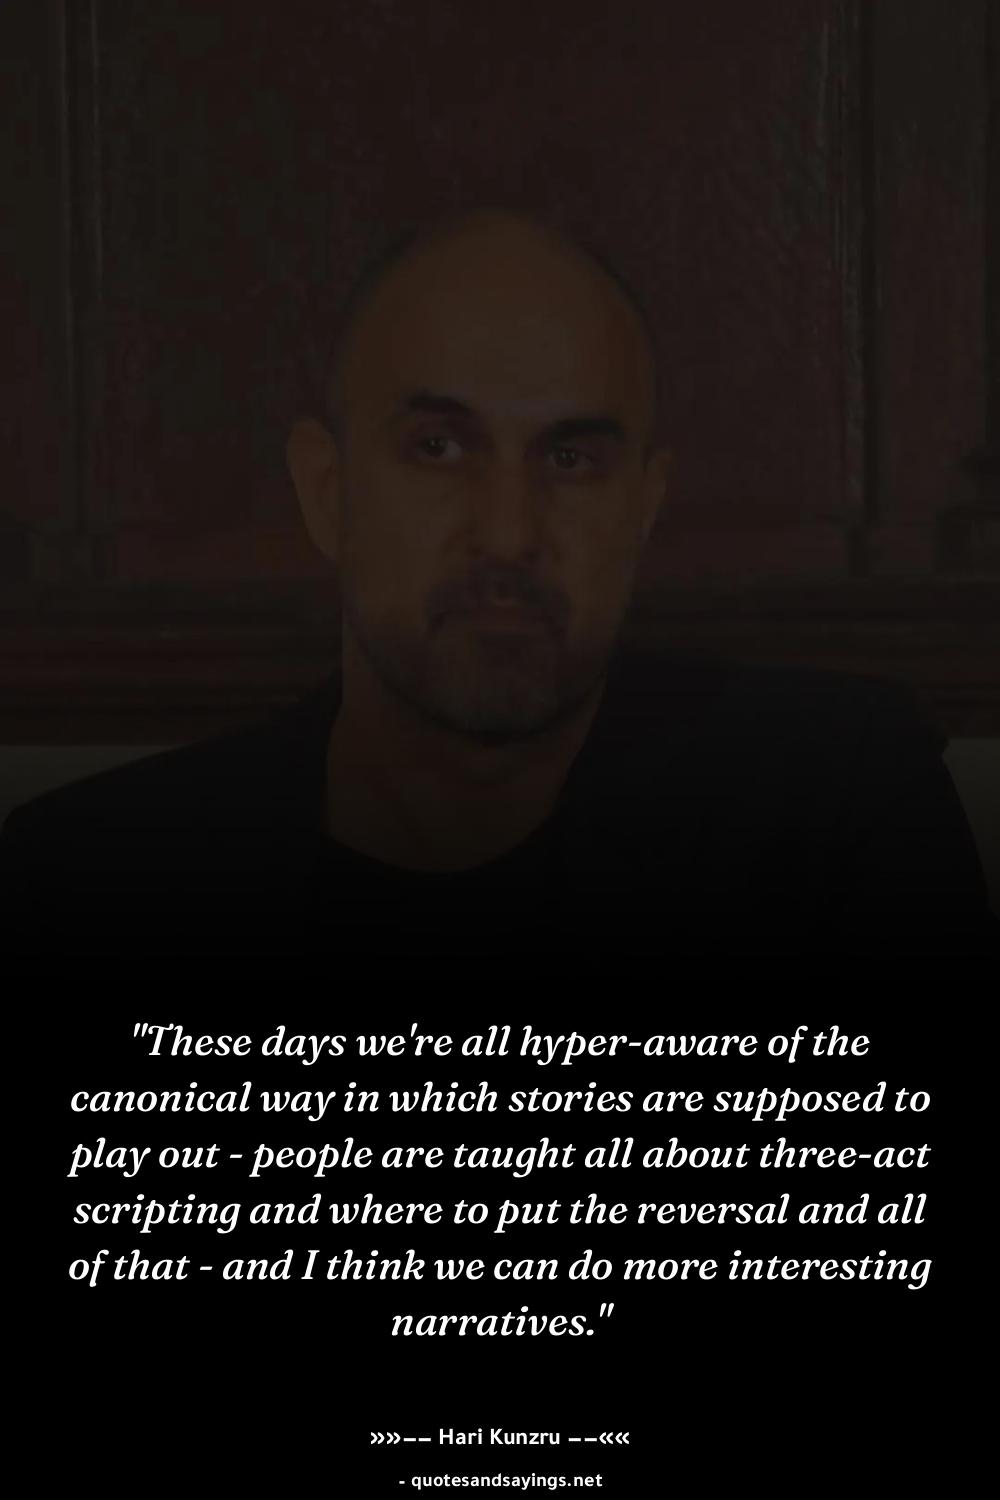 "These days we're all hyper-aware of the
canonical way in which stories are supposed to
play out - people are taught all about three-act
scripting and where to put the reversal and all
of that - and I think we can do more interesting
narratives."
»»–– Hari Kunzru ––««
- quotesandsayings.net